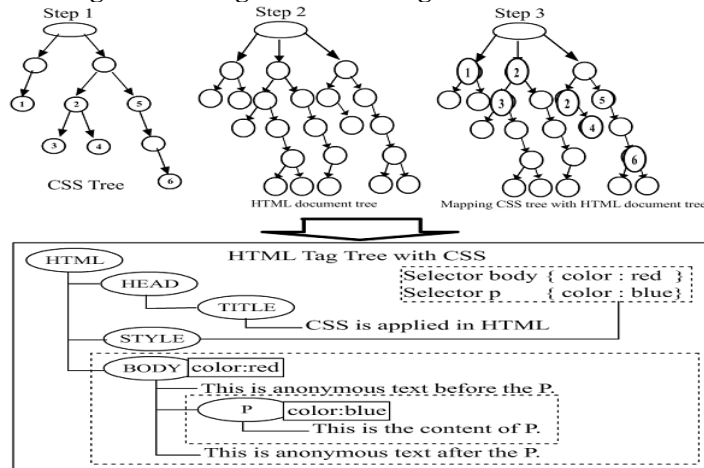 Step 1
Step 2
Step 3
1
2
5
3
4
6
CSS Tree
HTML document tree
1
2
3
2
5
4
6
Mapping CSS tree with HTML document tree
HTML Tag Tree with CSS
HTML
HEAD
TITLE
CSS is applied in HTML
Selector body { color : red }
Selector p { color : blue}
STYLE
BODY color:red
This is anonymous text before the P.
P color:blue
This is the content of P.
This is anonymous text after the P.